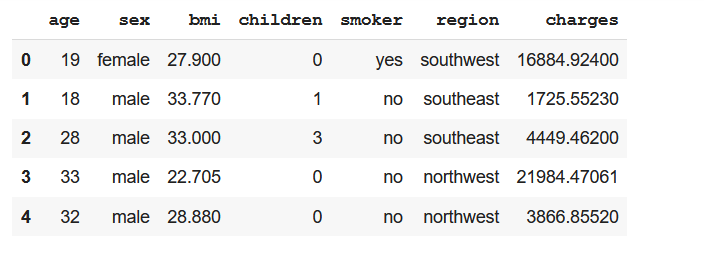 age sex bmi children smoker region charges
0 19 female 27.900 0 yes southwest 16884.92400
1 18 male 33.770 1 no southeast 1725.55230
2 28 male 33.000 3 no southeast 4449.46200
3 33 male 22.705 0 no northwest 21984.47061
4 32 male 28.880 0 no northwest 3866.85520